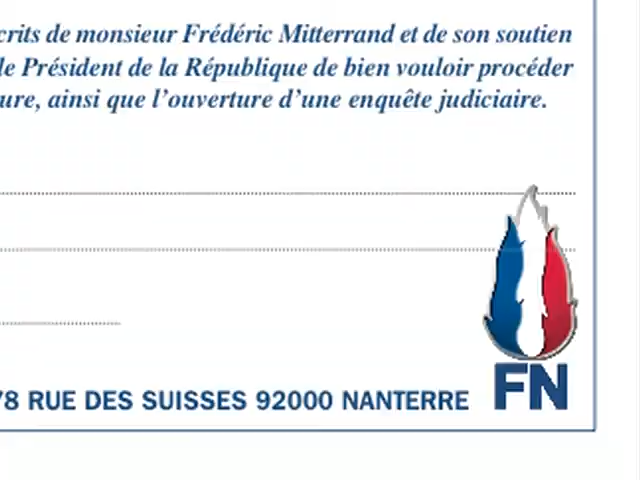 crits de monsieur Frédéric Mitterrand et de son soutien
le Président de la République de bien vouloir procéder
ure, ainsi que l'ouverture d'une enquête judiciaire.
78 RUE DES SUISSES 92000 NANTERRE
FN